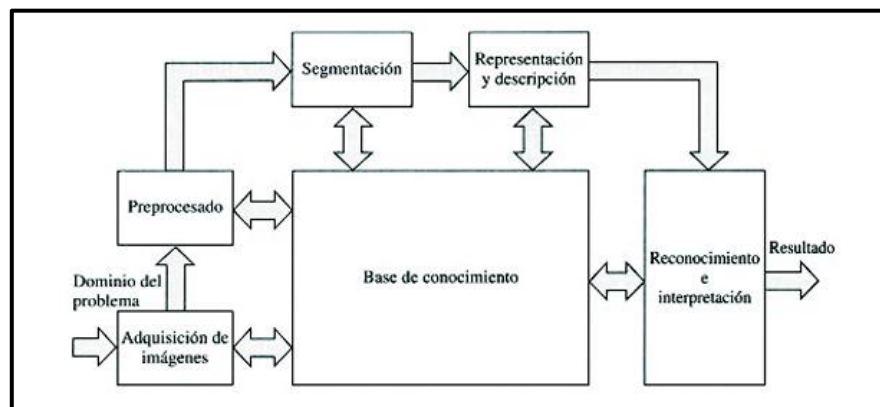 Segmentación
Representación
y descripción
Preprocesado
Dominio del
problema
Adquisición de
imágenes
Base de conocimiento
Reconocimiento
e
interpretación
Resultado